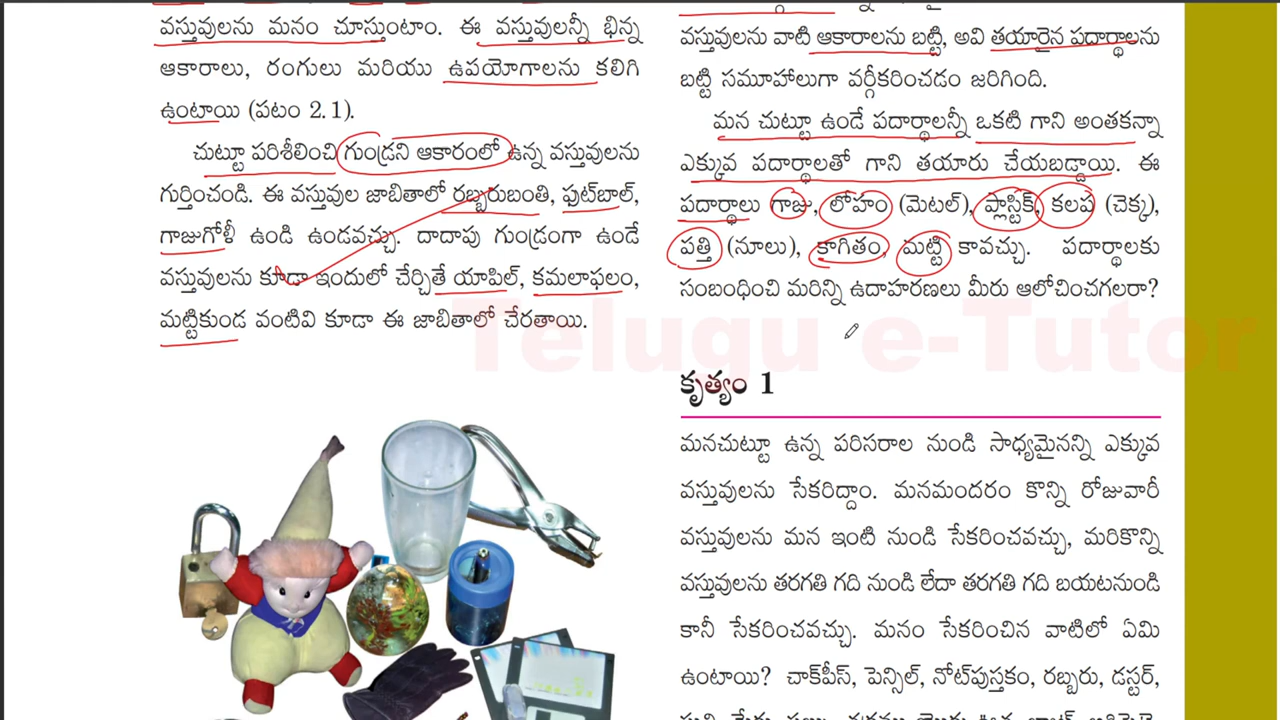 వస్తువులను మనం చూస్తుంటాం. ఈ వస్తువులన్నీ భిన్న
ఆకారాలు, రంగులు మరియు ఉపయోగాలను కలిగి
ఉంటాయి (పటం 2.1).
చుట్టూ పరిశీలించి గుండ్రని ఆకారంలో ఉన్న వస్తువులను
గుర్తించండి. ఈ వస్తువుల జాబితాలో రబ్బరుబంతి, ఫుట్‌బాల్,
గాజుగోళీ ఉండి ఉండవచ్చు. దాదాపు గుండ్రంగా ఉండే
వస్తువులను కూడా ఇందులో చేర్చితే యాపిల్, కమలాఫలం,
మట్టికుండ వంటివి కూడా ఈ జాబితాలో చేరతాయి.
వస్తువులను వాటి ఆకారాలను బట్టి, అవి తయారైన పదార్థాలను
బట్టి సమూహాలుగా వర్గీకరించడం జరిగింది.
మన చుట్టూ ఉండే పదార్థాలన్నీ ఒకటి గాని అంతకన్నా
ఎక్కువ పదార్థాలతో గాని తయారు చేయబడ్డాయి. ఈ
పదార్థాలు గాజు, లోహం (మెటల్), ప్లాస్టిక్, కలప (చెక్క),
పత్తి (నూలు), కాగితం, మట్టి కావచ్చు. పదార్థాలకు
సంబంధించి మరిన్ని ఉదాహరణలు మీరు ఆలోచించగలరా?
Telugu e-Tutor
కృత్యం 1
మనచుట్టూ ఉన్న పరిసరాల నుండి సాధ్యమైనన్ని ఎక్కువ
వస్తువులను సేకరిద్దాం. మనమందరం కొన్ని రోజువారీ
వస్తువులను మన ఇంటి నుండి సేకరించవచ్చు, మరికొన్ని
వస్తువులను తరగతి గది నుండి లేదా తరగతి గది బయటనుండి
కానీ సేకరించవచ్చు. మనం సేకరించిన వాటిలో ఏమి
ఉంటాయి? చాక్‌పీస్, పెన్సిల్, నోట్‌పుస్తకం, రబ్బరు, డస్టర్,